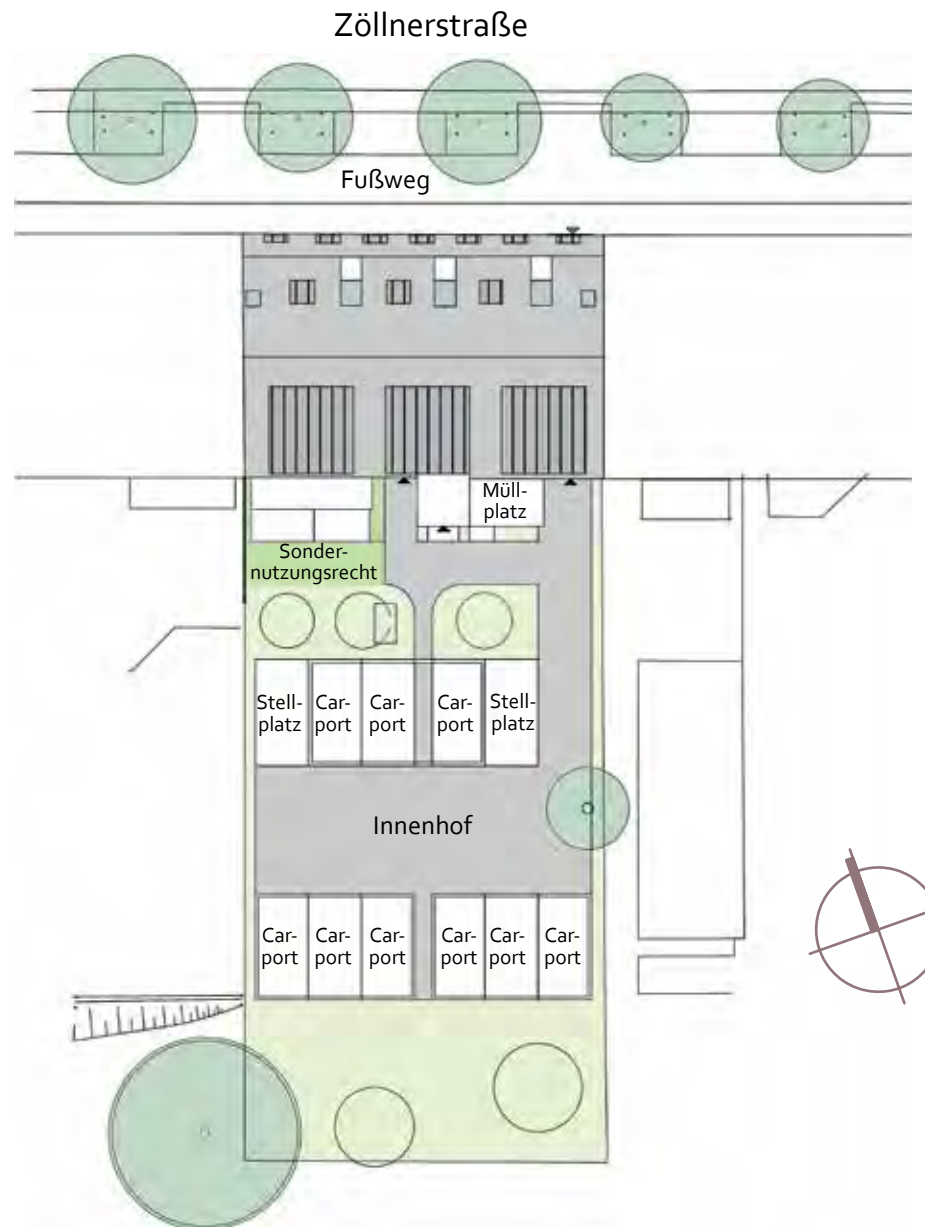 Zöllnerstraße
Fußweg
Müll-
platz
Sonder-
nutzungsrecht
Stell-
platz
Car-
port
Car-
port
Car-
port
Stell-
platz
Innenhof
Car-
port
Car-
port
Car-
port
Car-
port
Car-
port
Car-
port